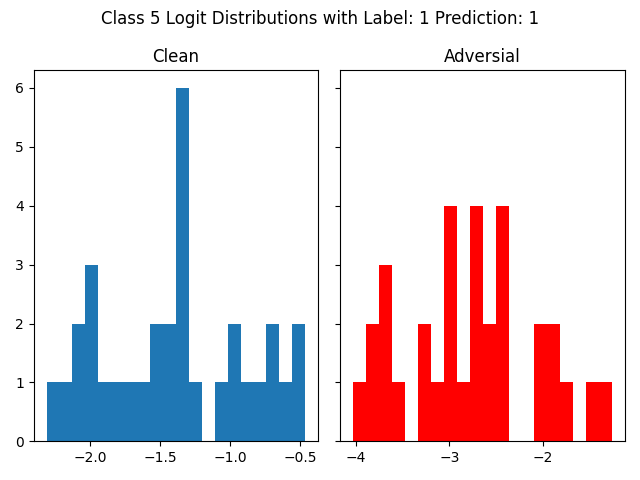 Class 5 Logit Distributions with Label: 1 Prediction: 1
Clean
Adversial
6
5
4
3
2
1
0
−2.0 −1.5 −1.0 −0.5
−4 −3 −2